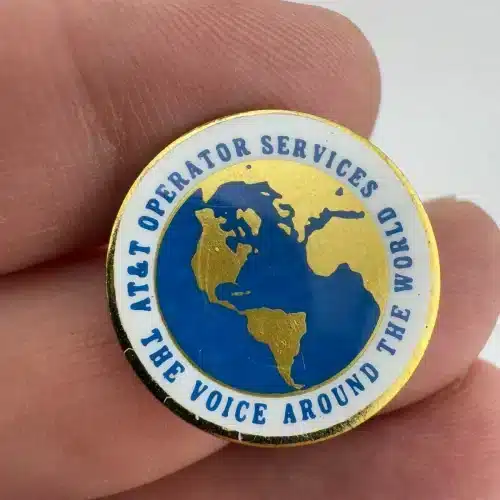 AT&T OPERATOR SERVICES
THE VOICE AROUND THE WORLD